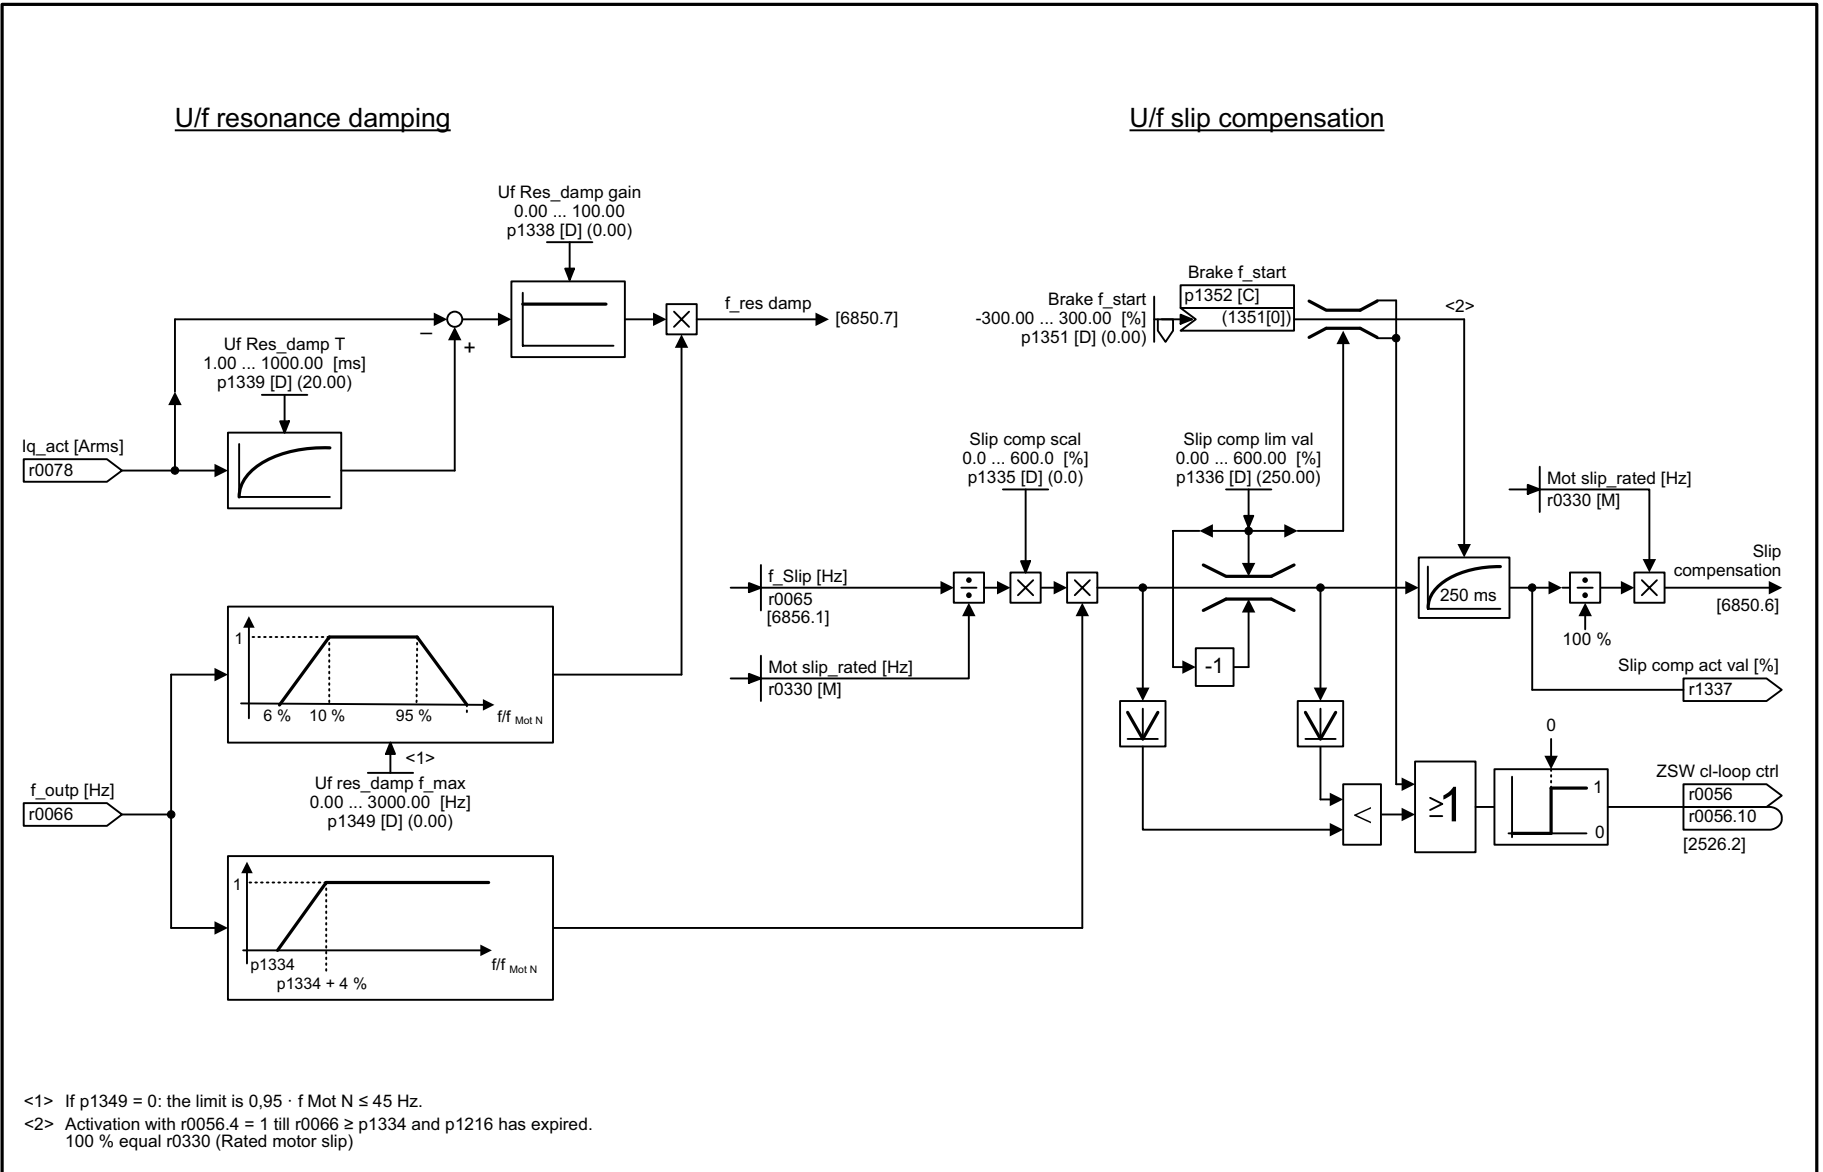 U/f resonance damping
U/f slip compensation
Uf Res_damp gain
0.00 ... 100.00
p1338 [D] (0.00)
f_res damp
[6850.7]
Uf Res_damp T
1.00 ... 1000.00 [ms]
p1339 [D] (20.00)
–
+
Iq_act [Arms]
r0078
1
6 %
10 %
95 %
f/f Mot N
<1>
Uf res_damp f_max
0.00 ... 3000.00 [Hz]
p1349 [D] (0.00)
f_outp [Hz]
r0066
1
p1334
p1334 + 4 %
f/f Mot N
Brake f_start
-300.00 ... 300.00 [%]
p1351 [D] (0.00)
Brake f_start
p1352 [C]
(1351[0])
<2>
Slip comp scal
0.0 ... 600.0 [%]
p1335 [D] (0.0)
Slip comp lim val
0.00 ... 600.00 [%]
p1336 [D] (250.00)
Mot slip_rated [Hz]
r0330 [M]
f_Slip [Hz]
r0065
[6856.1]
÷
×
×
Mot slip_rated [Hz]
r0330 [M]
-1
250 ms
÷
100 %
×
Slip
compensation
[6850.6]
Slip comp act val [%]
r1337
<
≥1
0
1
0
ZSW cl-loop ctrl
r0056
r0056.10
[2526.2]
<1> If p1349 = 0: the limit is 0,95 · f Mot N ≤ 45 Hz.
<2> Activation with r0056.4 = 1 till r0066 ≥ p1334 and p1216 has expired.
100 % equal r0330 (Rated motor slip)